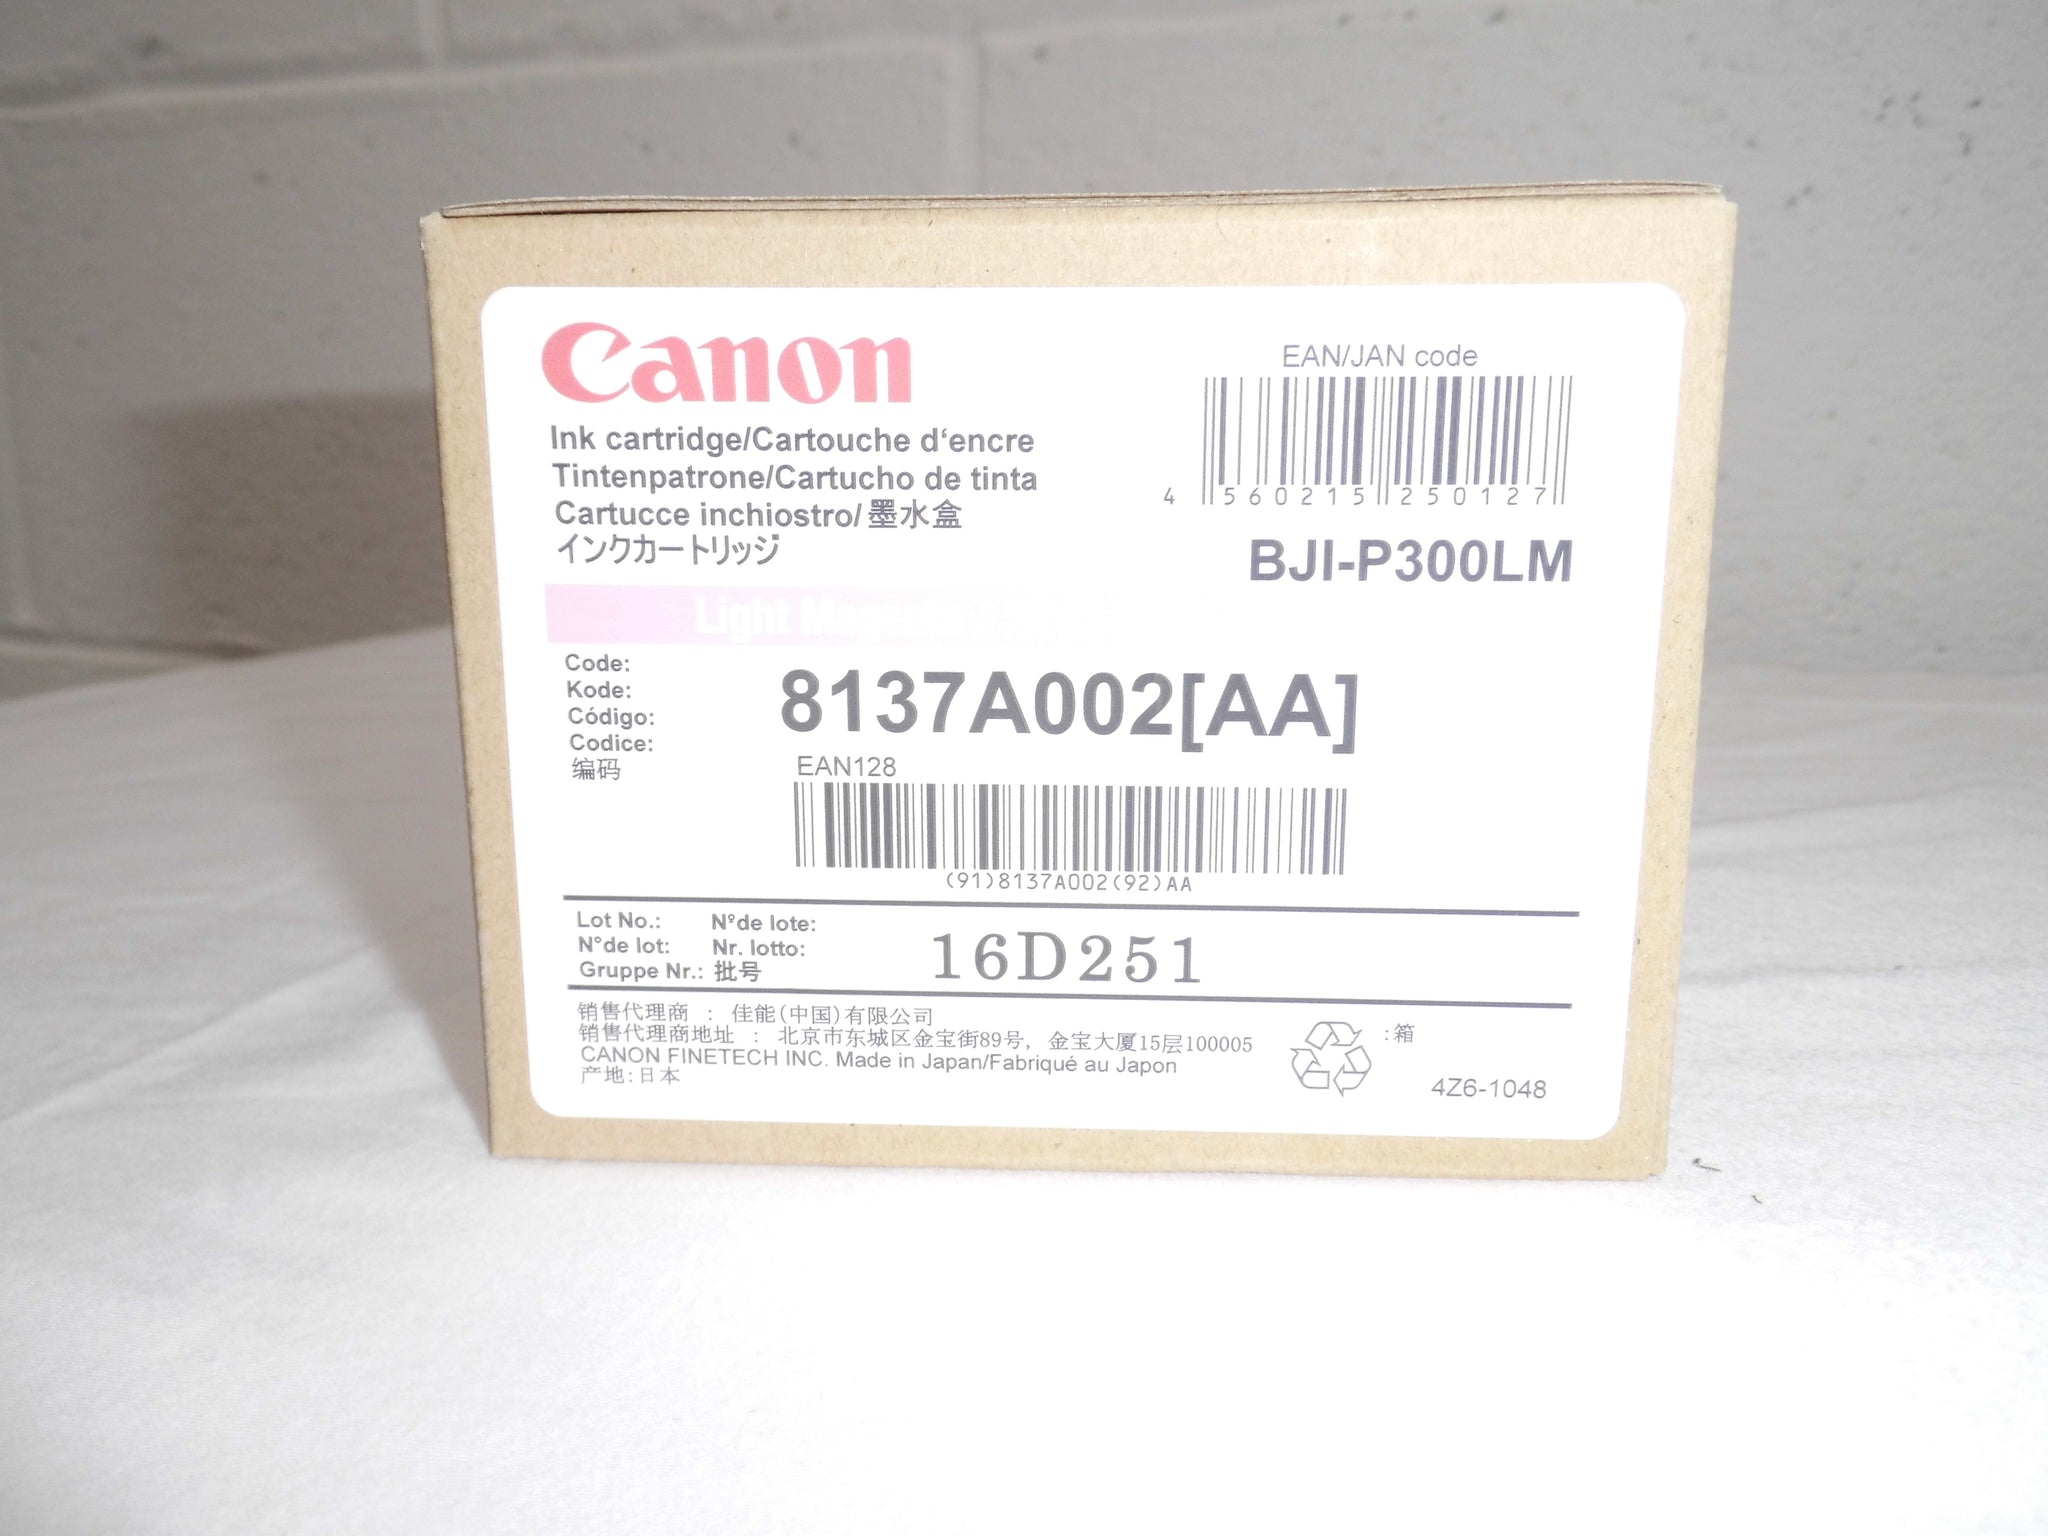 Canon
EAN/JAN code
4 560215 250127
BJI-P300LM
Ink cartridge/Cartouche d‘encre
Tintenpatrone/Cartucho de tinta
Cartucce inchiostro/墨水盒
インクカートリッジ
Light Magenta
Code:
Kode:
Código:
Codice:
编码
8137A002[AA]
EAN128
(91)8137A002(92)AA
Lot No.: N°de lote:
N°de lot: Nr. lotto:
Gruppe Nr.: 批号
16D251
销售代理商 : 佳能(中国)有限公司
销售代理商地址 : 北京市东城区金宝街89号, 金宝大厦15层100005
CANON FINETECH INC. Made in Japan/Fabriqué au Japon
产地:日本
:箱
4Z6-1048